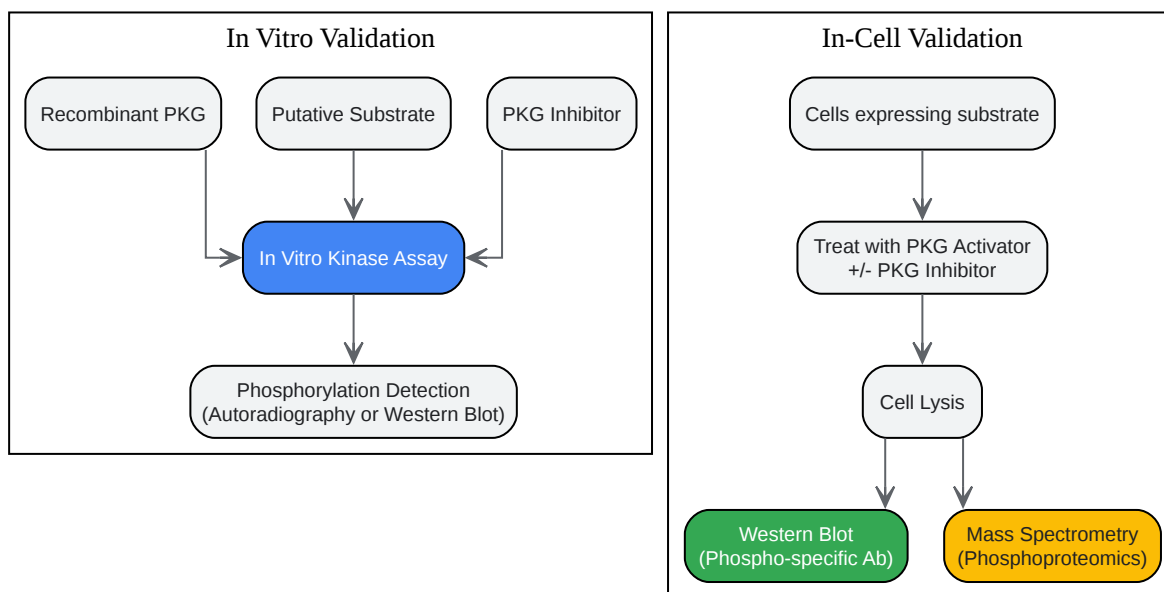 In Vitro Validation
Recombinant PKG
Putative Substrate
PKG Inhibitor
In Vitro Kinase Assay
Phosphorylation Detection
(Autoradiography or Western Blot)
In-Cell Validation
Cells expressing substrate
Treat with PKG Activator
+/- PKG Inhibitor
Cell Lysis
Western Blot
(Phospho-specific Ab)
Mass Spectrometry
(Phosphoproteomics)